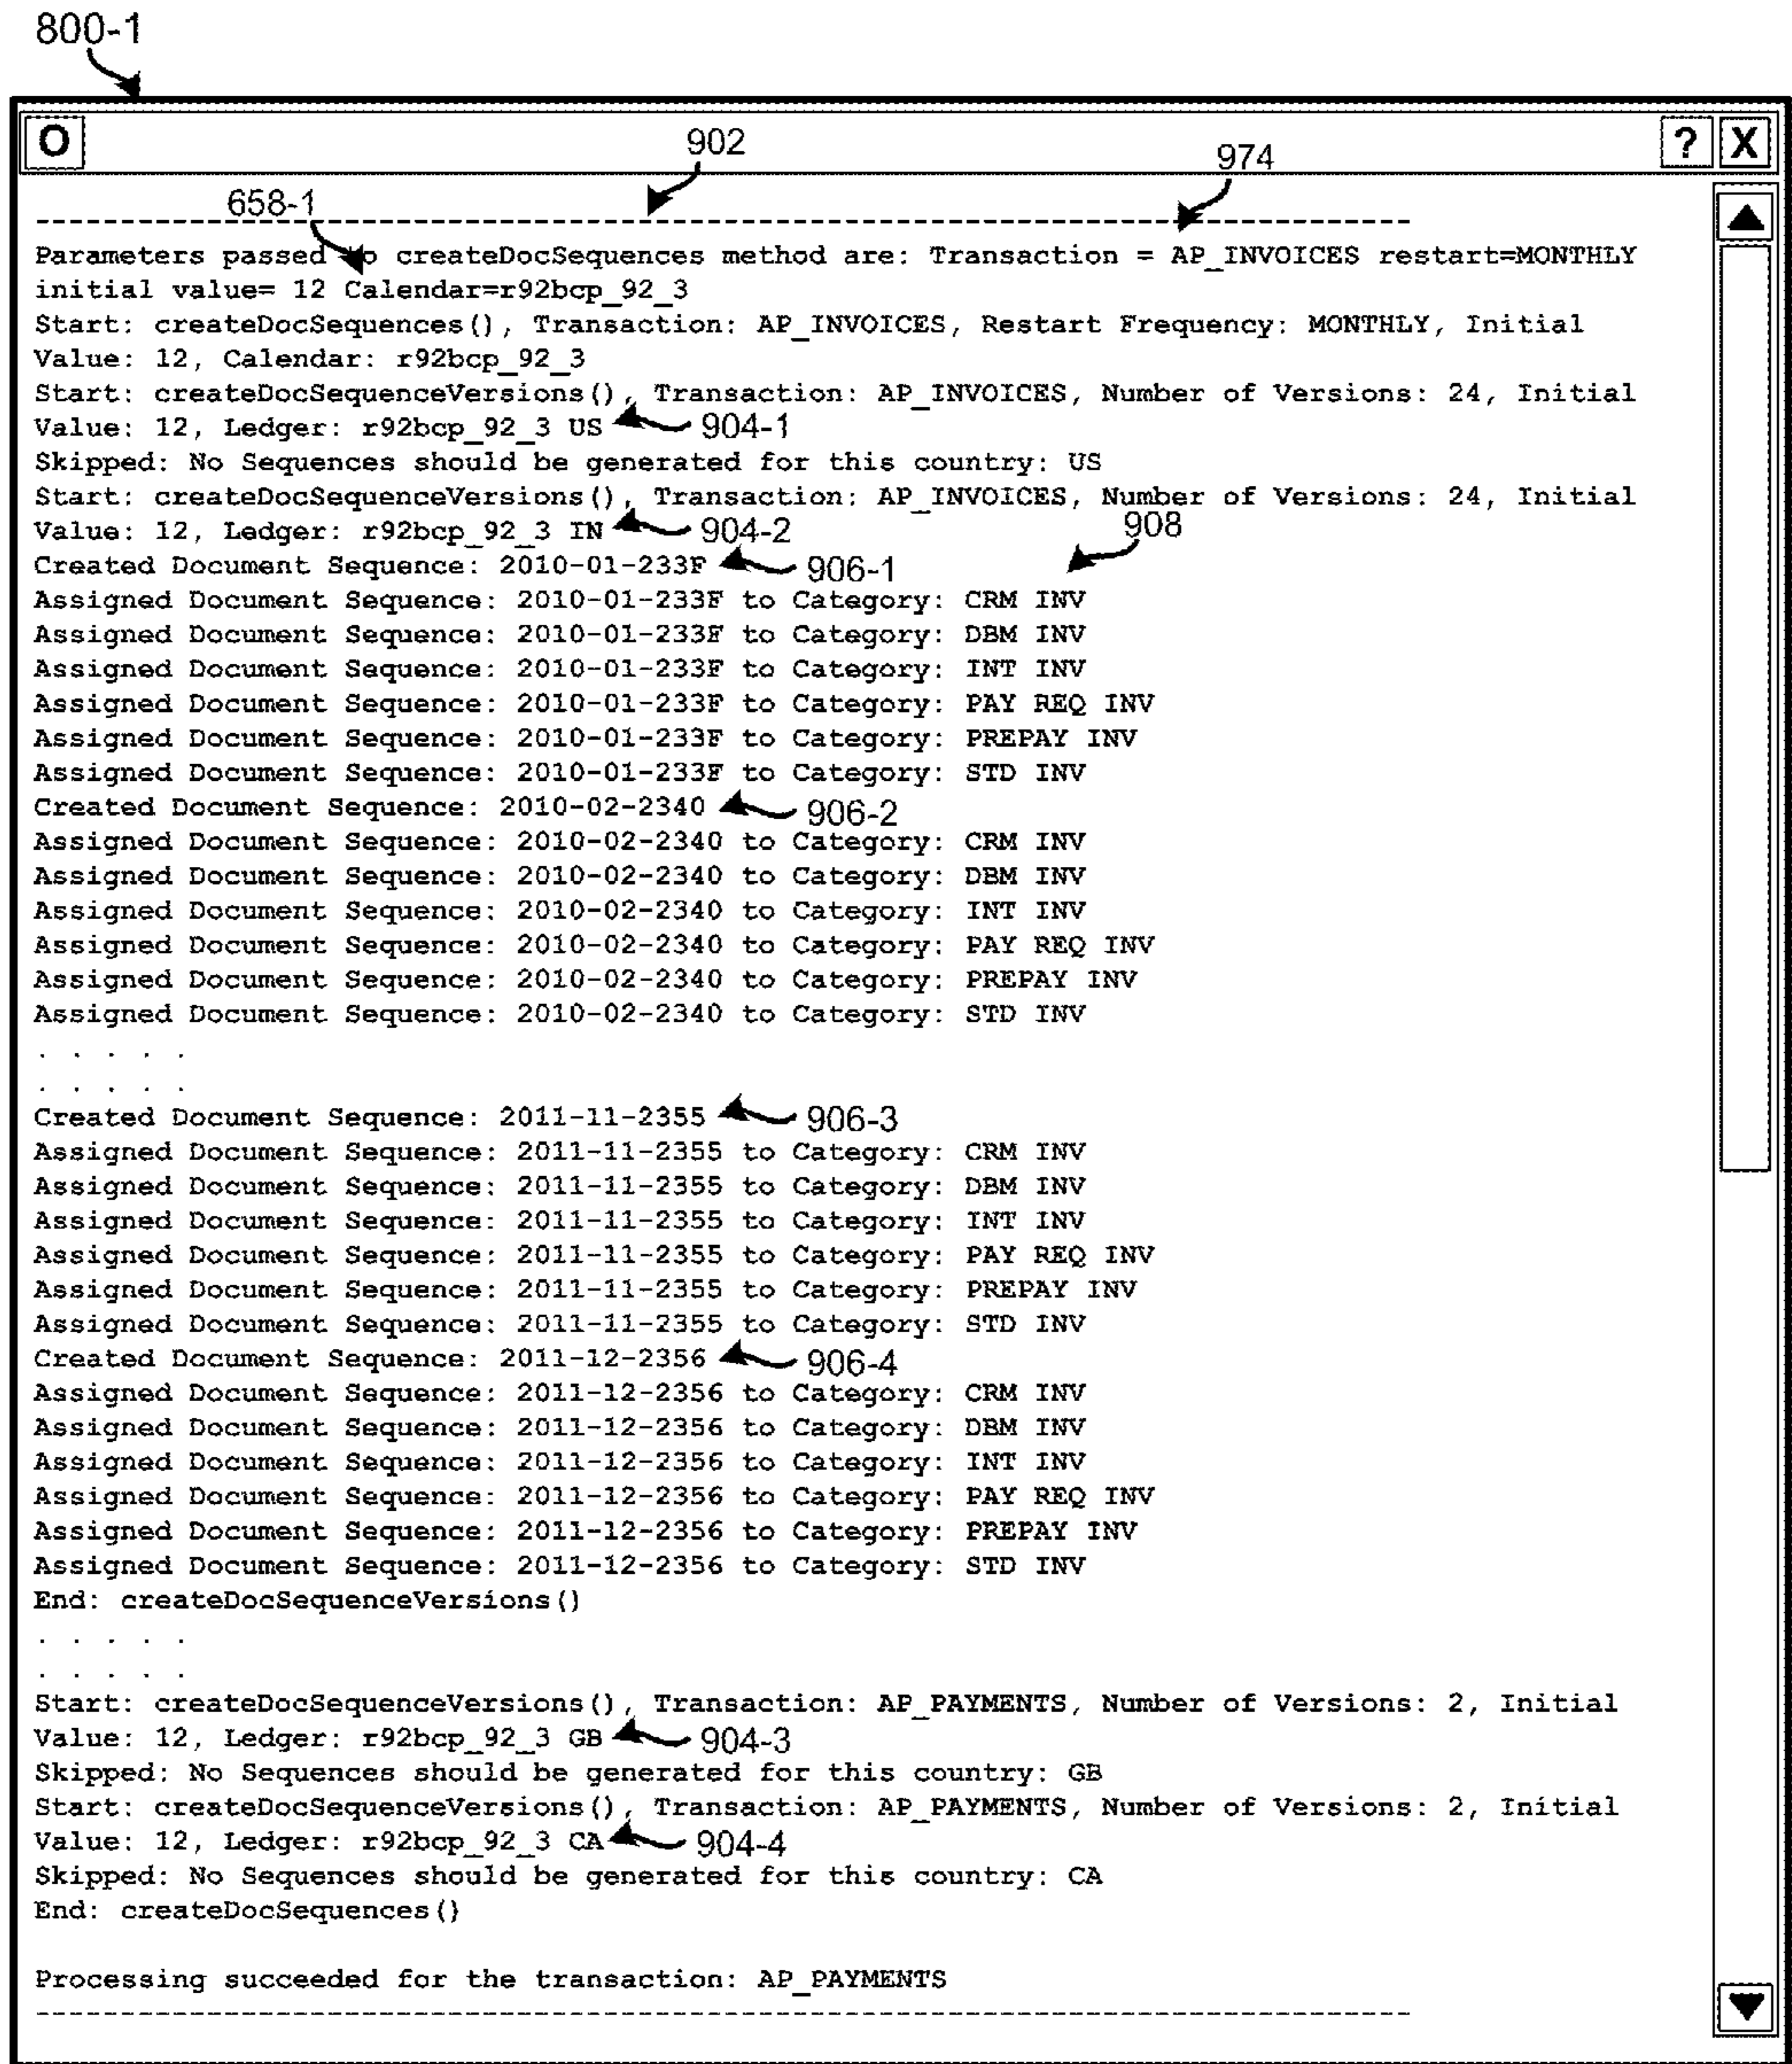 800-1
O 902 974 ? X
658-1
--------------------------------------------------------------------------------
Parameters passed to createDocSequences method are: Transaction = AP_INVOICES restart=MONTHLY
initial value= 12 Calendar=r92bcp_92_3
Start: createDocSequences(), Transaction: AP_INVOICES, Restart Frequency: MONTHLY, Initial
Value: 12, Calendar: r92bcp_92_3
Start: createDocSequenceVersions(), Transaction: AP_INVOICES, Number of Versions: 24, Initial
Value: 12, Ledger: r92bcp_92_3 US 904-1
Skipped: No Sequences should be generated for this country: US
Start: createDocSequenceVersions(), Transaction: AP_INVOICES, Number of Versions: 24, Initial
Value: 12, Ledger: r92bcp_92_3 IN 904-2 908
Created Document Sequence: 2010-01-233F 906-1
Assigned Document Sequence: 2010-01-233F to Category: CRM INV
Assigned Document Sequence: 2010-01-233F to Category: DBM INV
Assigned Document Sequence: 2010-01-233F to Category: INT INV
Assigned Document Sequence: 2010-01-233F to Category: PAY REQ INV
Assigned Document Sequence: 2010-01-233F to Category: PREPAY INV
Assigned Document Sequence: 2010-01-233F to Category: STD INV
Created Document Sequence: 2010-02-2340 906-2
Assigned Document Sequence: 2010-02-2340 to Category: CRM INV
Assigned Document Sequence: 2010-02-2340 to Category: DBM INV
Assigned Document Sequence: 2010-02-2340 to Category: INT INV
Assigned Document Sequence: 2010-02-2340 to Category: PAY REQ INV
Assigned Document Sequence: 2010-02-2340 to Category: PREPAY INV
Assigned Document Sequence: 2010-02-2340 to Category: STD INV
. . . . .
. . . . .
Created Document Sequence: 2011-11-2355 906-3
Assigned Document Sequence: 2011-11-2355 to Category: CRM INV
Assigned Document Sequence: 2011-11-2355 to Category: DBM INV
Assigned Document Sequence: 2011-11-2355 to Category: INT INV
Assigned Document Sequence: 2011-11-2355 to Category: PAY REQ INV
Assigned Document Sequence: 2011-11-2355 to Category: PREPAY INV
Assigned Document Sequence: 2011-11-2355 to Category: STD INV
Created Document Sequence: 2011-12-2356 906-4
Assigned Document Sequence: 2011-12-2356 to Category: CRM INV
Assigned Document Sequence: 2011-12-2356 to Category: DBM INV
Assigned Document Sequence: 2011-12-2356 to Category: INT INV
Assigned Document Sequence: 2011-12-2356 to Category: PAY REQ INV
Assigned Document Sequence: 2011-12-2356 to Category: PREPAY INV
Assigned Document Sequence: 2011-12-2356 to Category: STD INV
End: createDocSequenceVersions()
. . . . .
. . . . .
Start: createDocSequenceVersions(), Transaction: AP_PAYMENTS, Number of Versions: 2, Initial
Value: 12, Ledger: r92bcp_92_3 GB 904-3
Skipped: No Sequences should be generated for this country: GB
Start: createDocSequenceVersions(), Transaction: AP_PAYMENTS, Number of Versions: 2, Initial
Value: 12, Ledger: r92bcp_92_3 CA 904-4
Skipped: No Sequences should be generated for this country: CA
End: createDocSequences()
Processing succeeded for the transaction: AP_PAYMENTS
--------------------------------------------------------------------------------